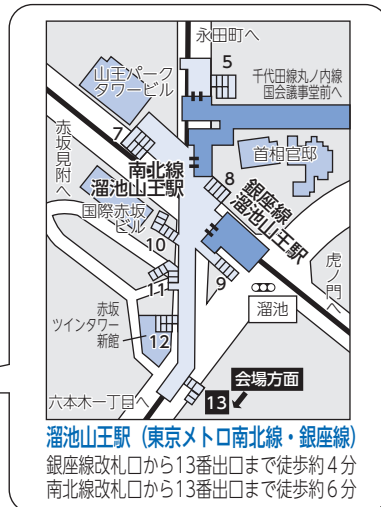 永田町へ
5
山王パーク
タワービル
千代田線丸ノ内線
国会議事堂前へ
赤坂見附へ
7
南北線
溜池山王駅
首相官邸
8
銀座線
溜池山王駅
国際赤坂
ビル
10
虎ノ門へ
11
9
溜池
赤坂
ツインタワー
新館
12
会場方面
六本木一丁目へ
13
溜池山王駅（東京メトロ南北線・銀座線）
銀座線改札口から13番出口まで徒歩約４分
南北線改札口から13番出口まで徒歩約６分